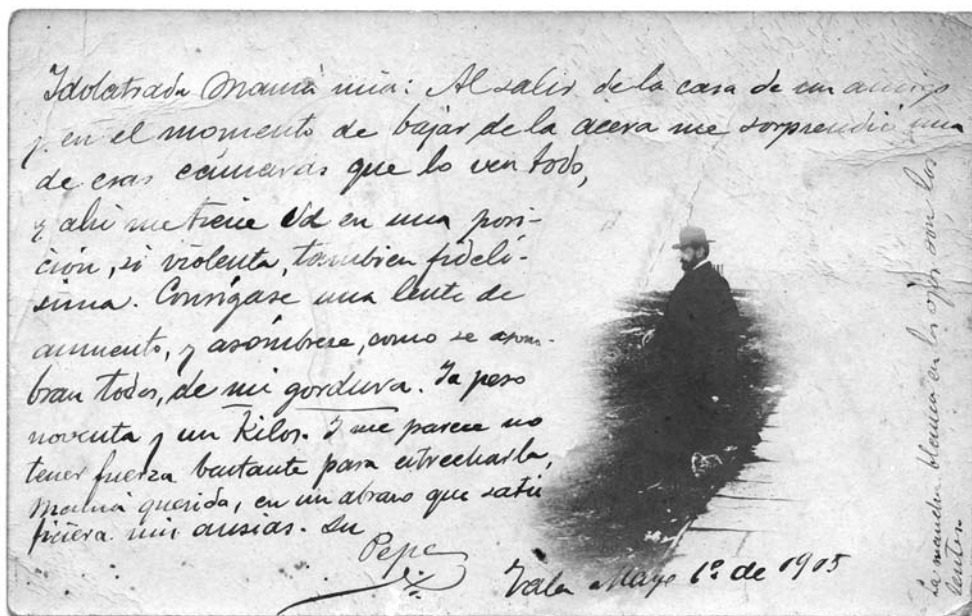 Idolatrada Mamá mía: Al salir de la casa de un amigo
y en el momento de bajar de la acera me sorprendió una
de esas cámaras que lo ven todo,
y ahí me tiene Vd en una posi-
ción, si violenta, tambien fideli-
sima. Consígase una lente de
aumento, y asómbrese, como se asom-
bran todos, de mi gordura. Ya peso
noventa y un Kilos. Y me parece no
tener fuerza bastante para estrecharla,
Mamá querida, en un abrazo que satis
ficiera mis ansias. Su
Pepe
Mayo 1º de 1905
La mancha blanca en los ojos son los
lentes.